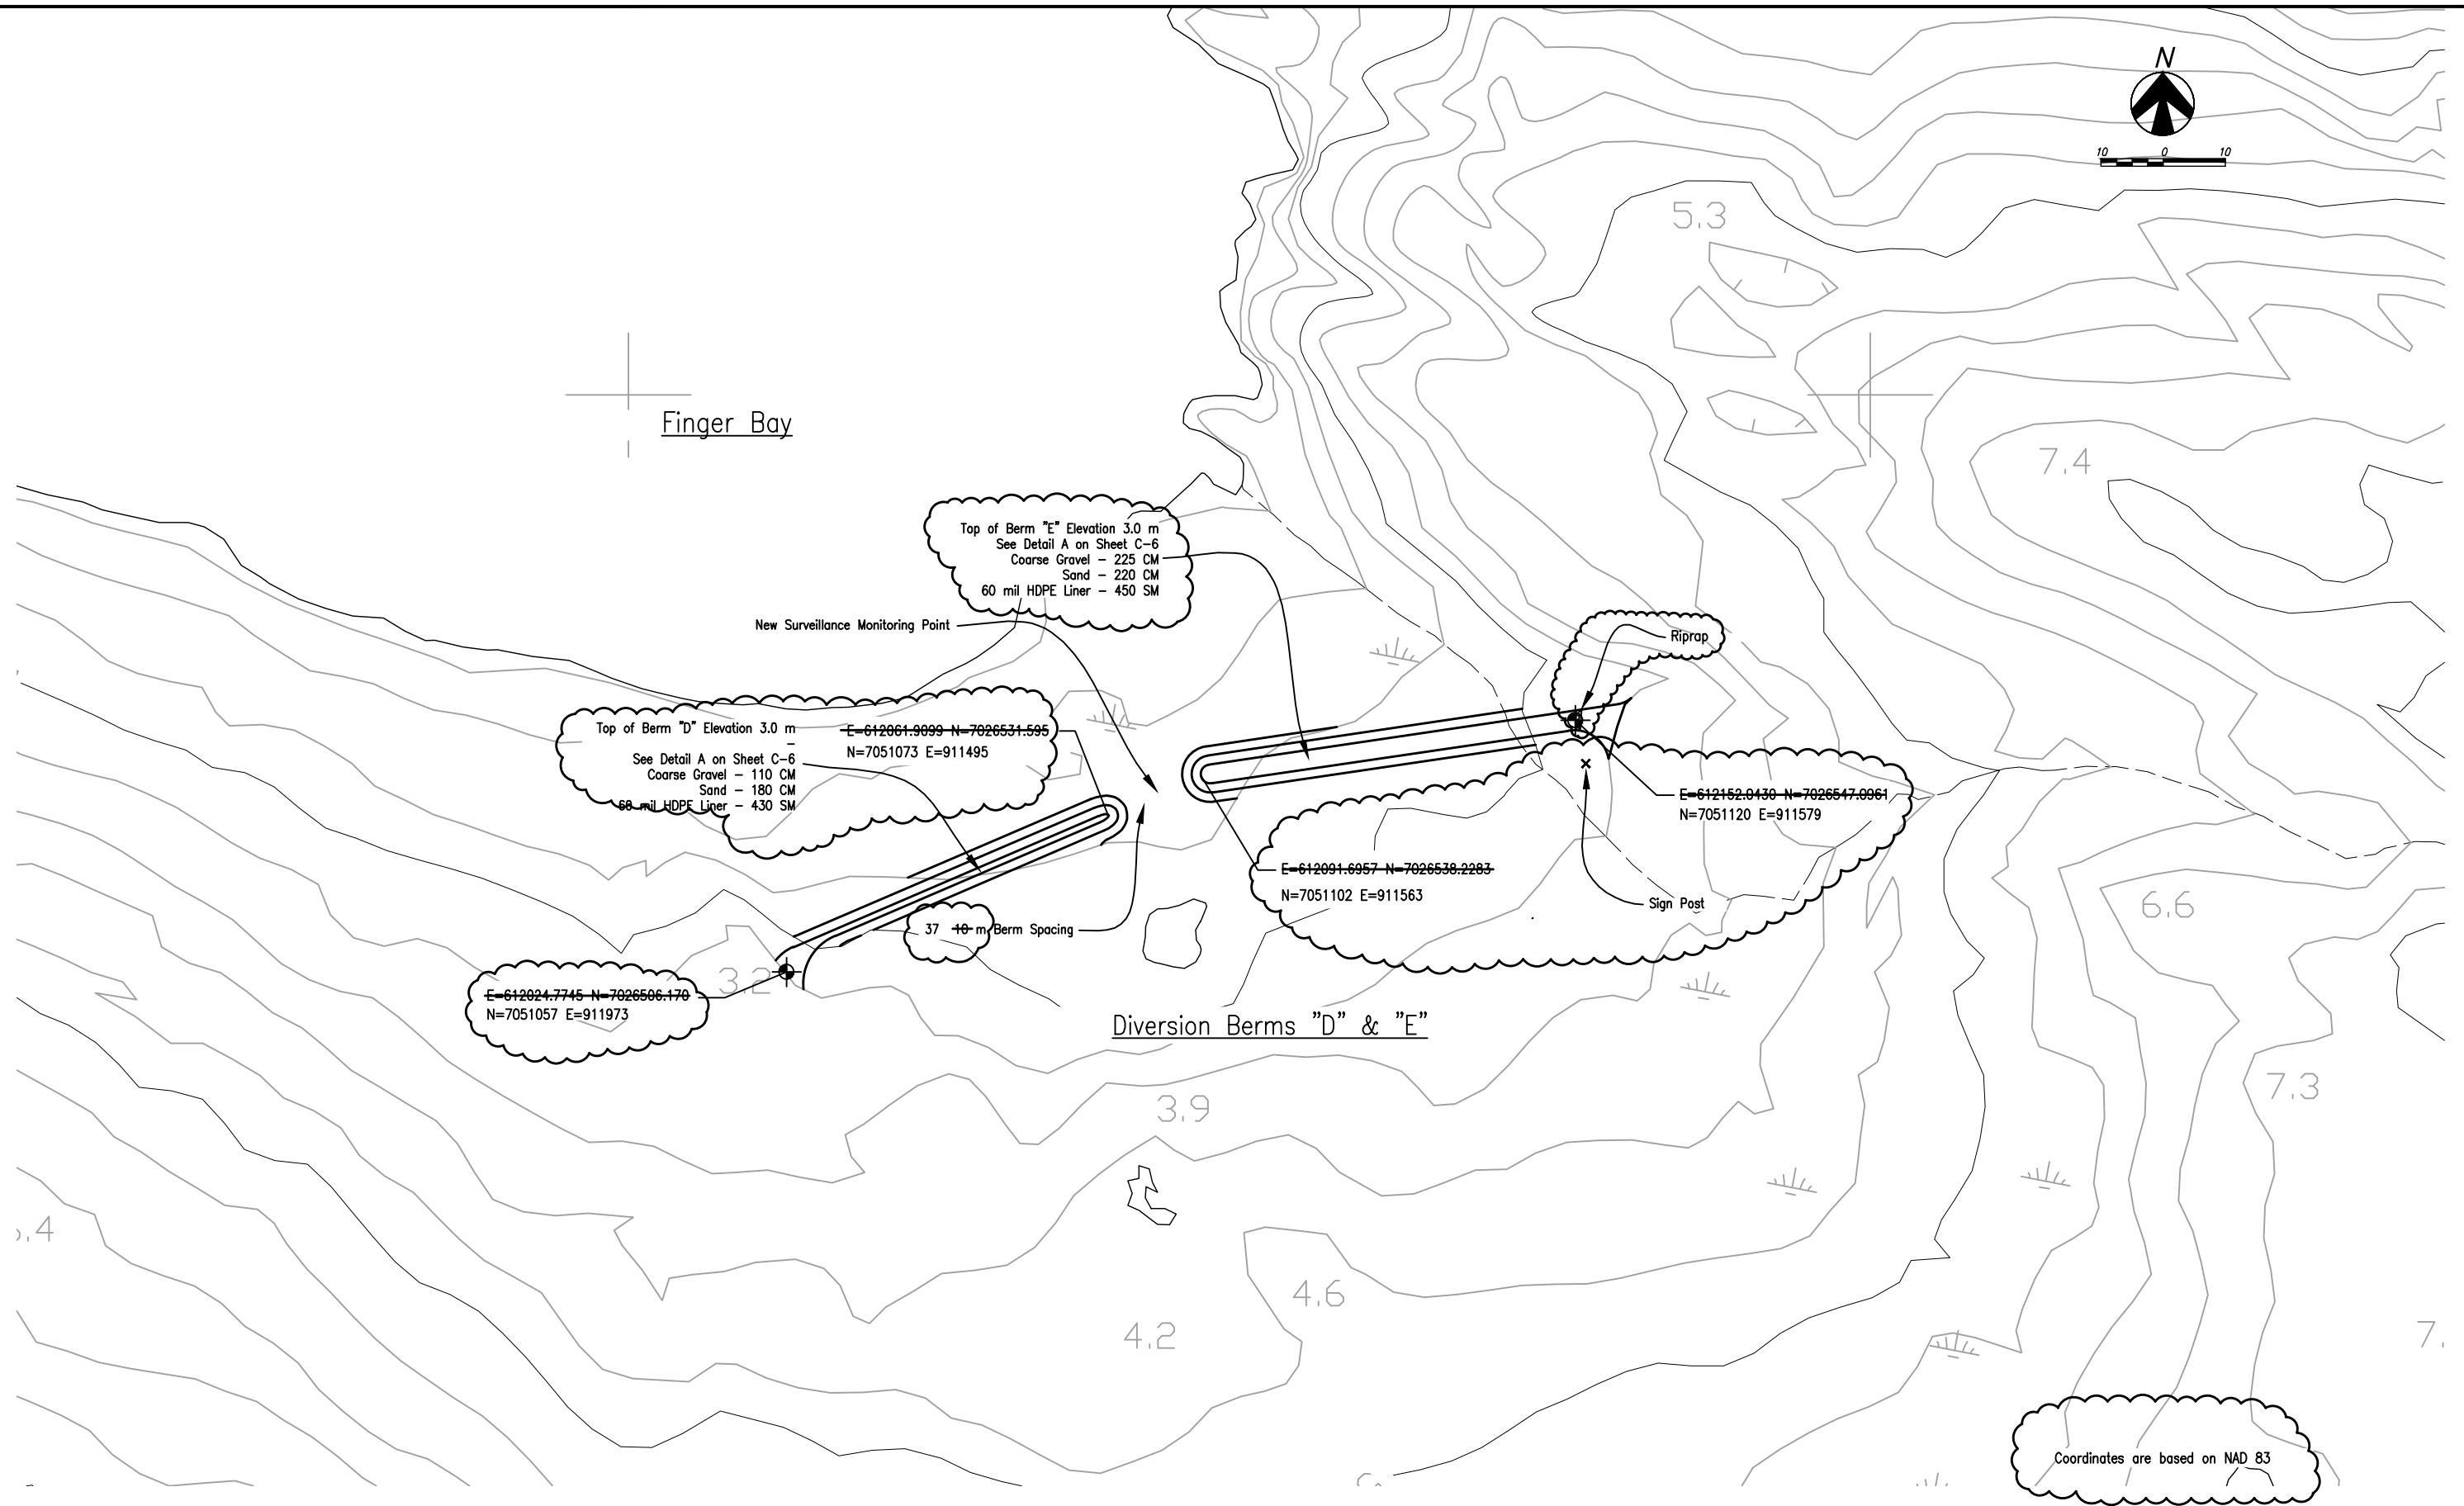 N
10 0 10
5.3
Finger Bay
7.4
Top of Berm "E" Elevation 3.0 m
See Detail A on Sheet C-6
Coarse Gravel - 225 CM
Sand - 220 CM
60 mil HDPE Liner - 450 SM
New Surveillance Monitoring Point
Riprap
Top of Berm "D" Elevation 3.0 m
-
See Detail A on Sheet C-6
Coarse Gravel - 110 CM
Sand - 180 CM
60 mil HDPE Liner - 430 SM
E=612061.9099 N=7026531.595
N=7051073 E=911495
E=612152.0430 N=7026547.0961
N=7051120 E=911579
E=612091.6957 N=7026538.2283
N=7051102 E=911563
Sign Post
6.6
37 10 m Berm Spacing
3.2
E=612024.7745 N=7026506.170
N=7051057 E=911973
Diversion Berms "D" & "E"
7.3
3.9
.4
4.6
4.2
7.
Coordinates are based on NAD 83